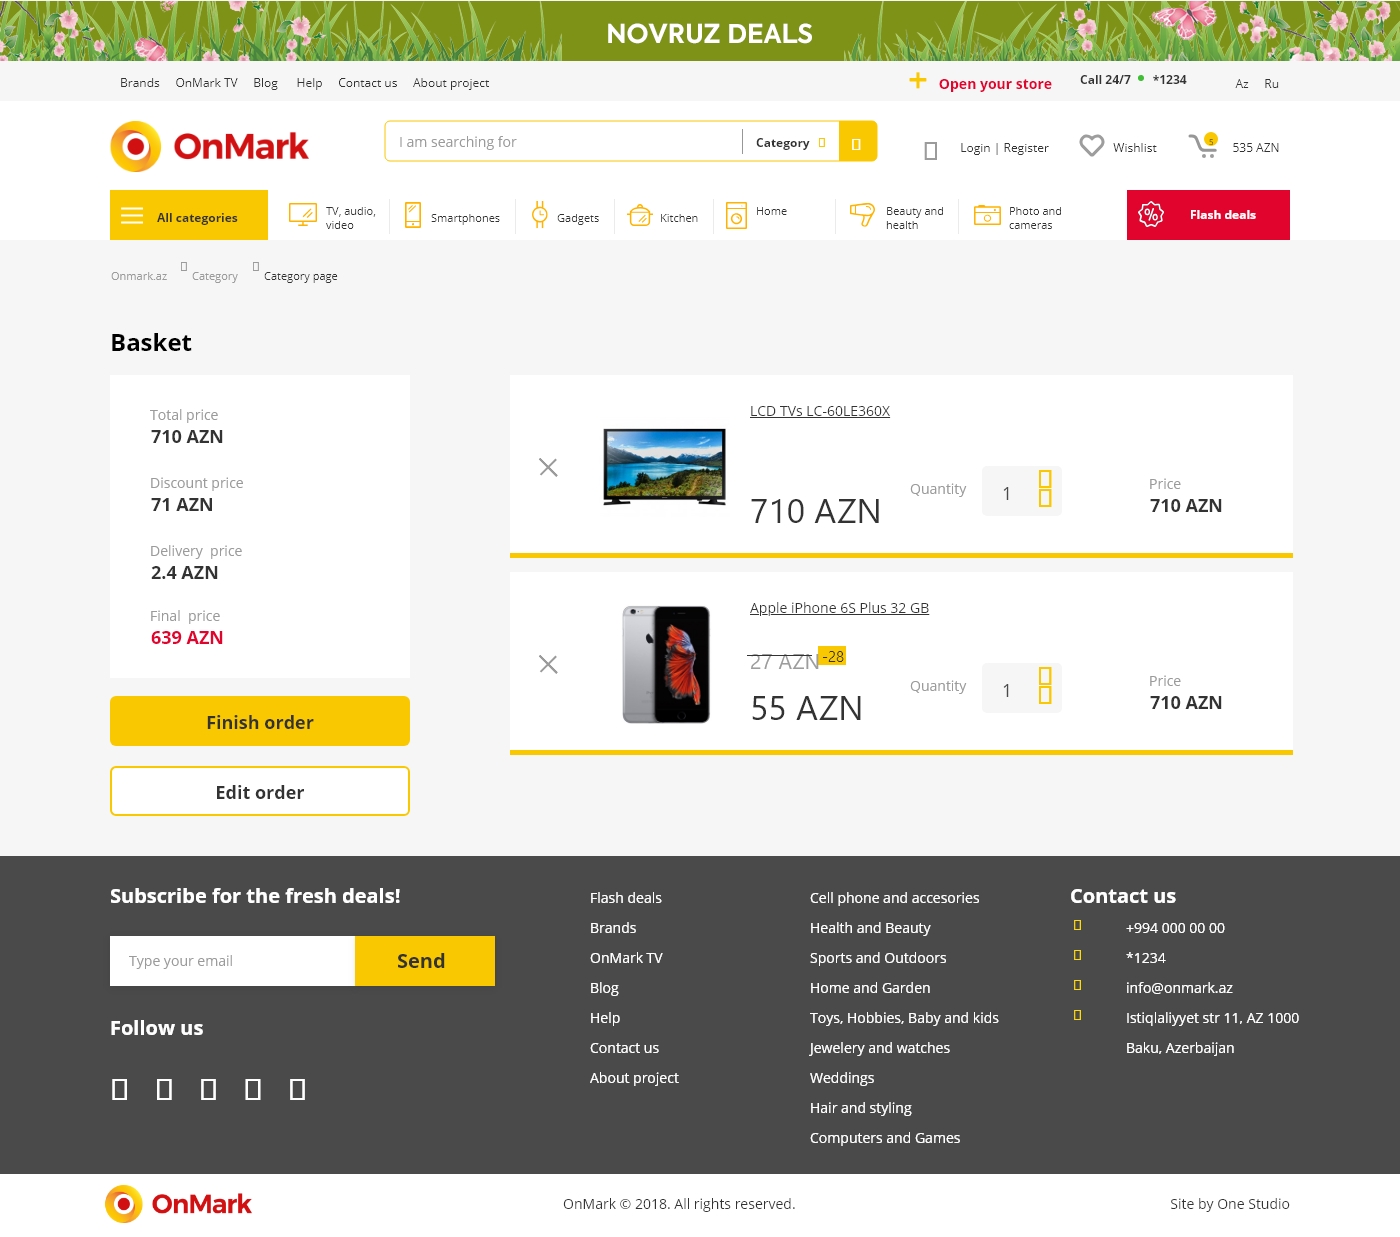 NOVRUZ DEALS
Brands OnMark TV Blog Help Contact us About project
Open your store Call 24/7 *1234 Az Ru
OnMark
I am searching for Category
Login | Register Wishlist 5 535 AZN
All categories
TV, audio,
video
Smartphones
Gadgets
Kitchen
Home
Beauty and
health
Photo and
cameras
Flash deals
Onmark.az Category Category page
Basket
Total price
710 AZN
Discount price
71 AZN
Delivery price
2.4 AZN
Final price
639 AZN
Finish order
Edit order
LCD TVs LC-60LE360X
710 AZN
Quantity 1
Price
710 AZN
Apple iPhone 6S Plus 32 GB
27 AZN -28
55 AZN
Quantity 1
Price
710 AZN
Subscribe for the fresh deals!
Type your email Send
Follow us
Flash deals
Brands
OnMark TV
Blog
Help
Contact us
About project
Cell phone and accesories
Health and Beauty
Sports and Outdoors
Home and Garden
Toys, Hobbies, Baby and kids
Jewelery and watches
Weddings
Hair and styling
Computers and Games
Contact us
+994 000 00 00
*1234
info@onmark.az
Istiqlaliyyet str 11, AZ 1000
Baku, Azerbaijan
OnMark
OnMark © 2018. All rights reserved.
Site by One Studio